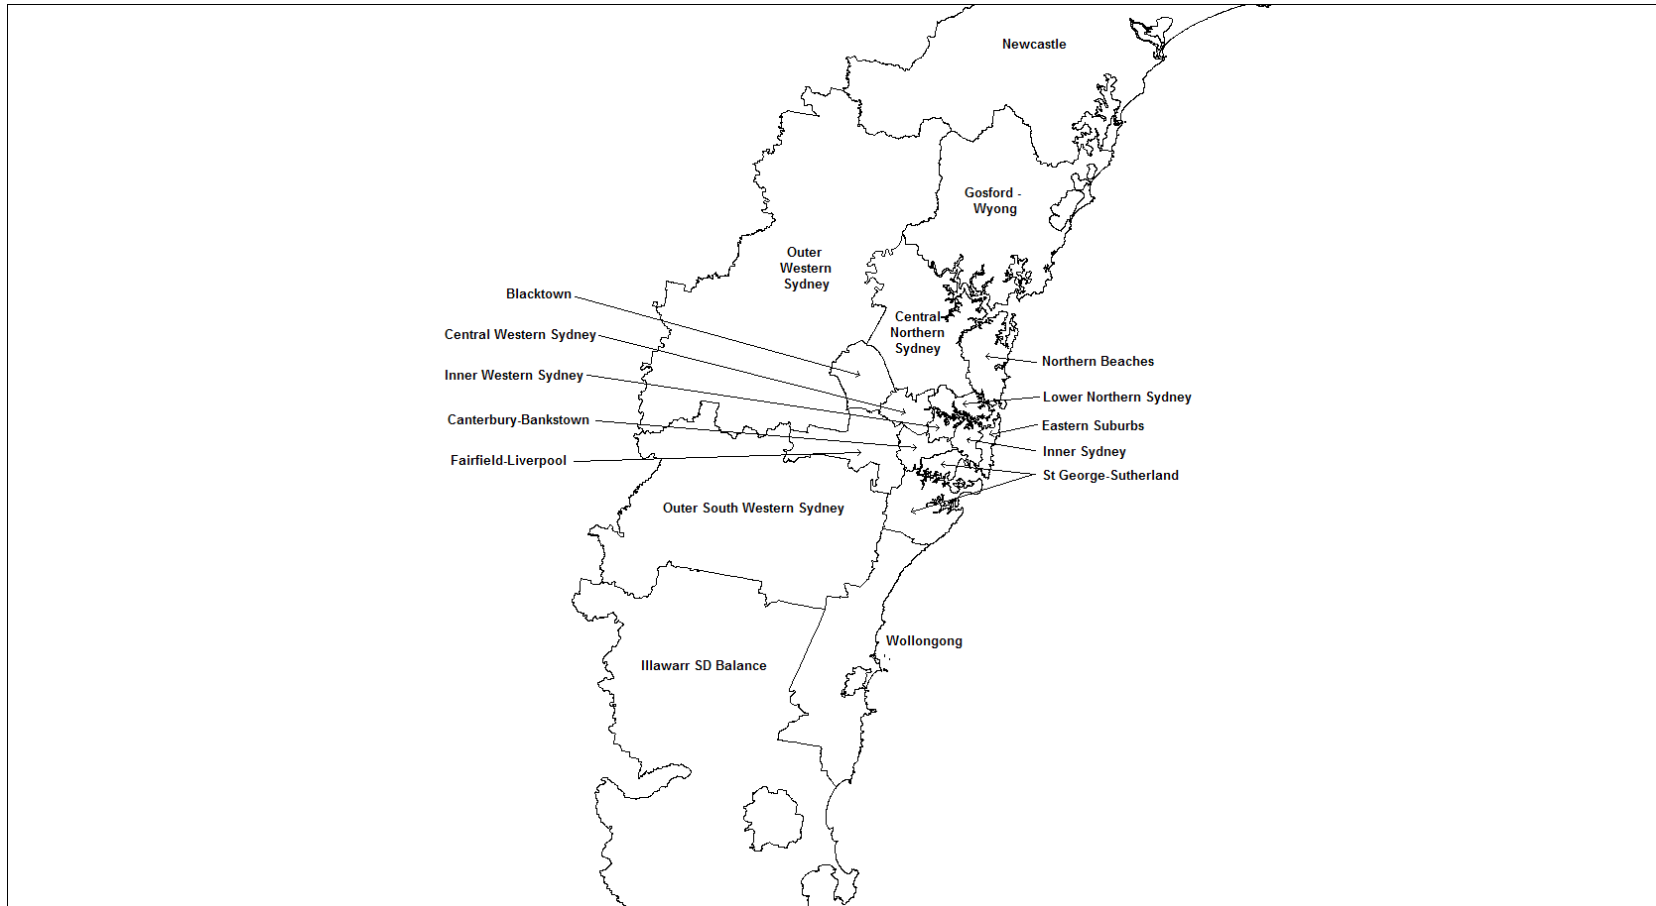 Newcastle
Gosford -
Wyong
Outer
Western
Sydney
Blacktown
Central
Northern
Sydney
Central Western Sydney
Northern Beaches
Inner Western Sydney
Lower Northern Sydney
Canterbury-Bankstown
Eastern Suburbs
Inner Sydney
Fairfield-Liverpool
St George-Sutherland
Outer South Western Sydney
Wollongong
Illawarr SD Balance